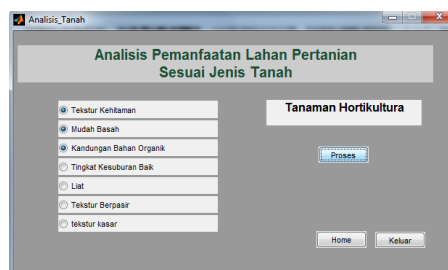 Analisis_Tanah
Analisis Pemanfaatan Lahan Pertanian
Sesuai Jenis Tanah
Tekstur Kehitaman
Mudah Basah
Kandungan Bahan Organik
Tingkat Kesuburan Baik
Liat
Tekstur Berpasir
tekstur kasar
Tanaman Hortikultura
Proses
Home
Keluar